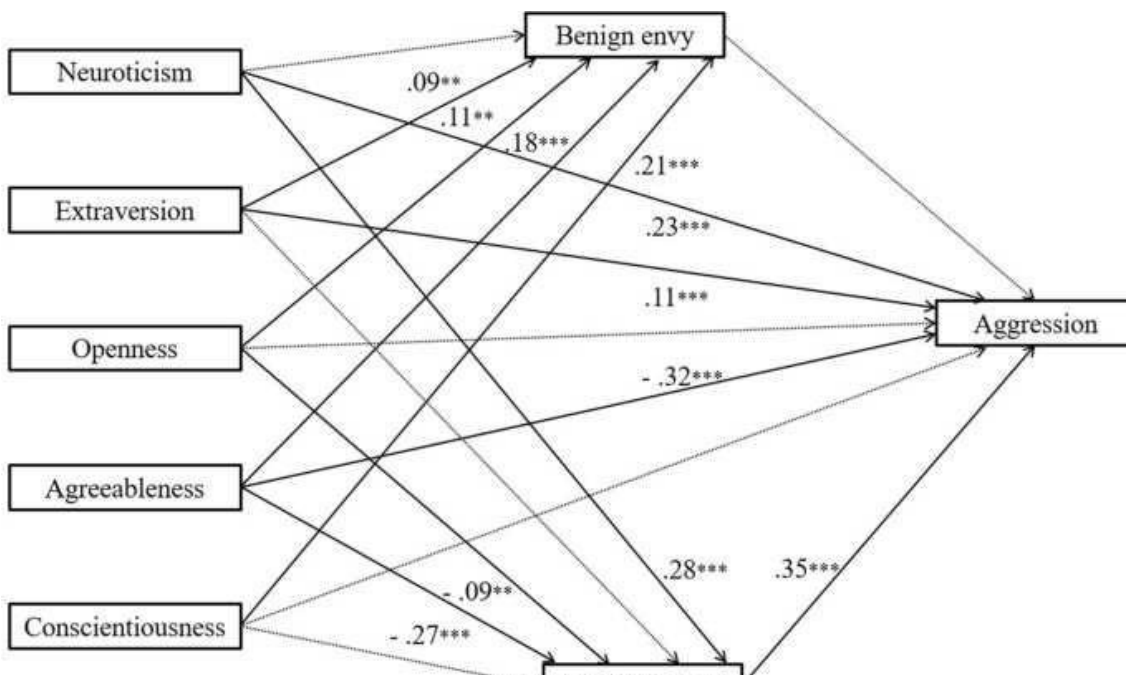 Benign envy
Neuroticism
.09**
.11**
.18***
.21***
Extraversion
.23***
.11***
Openness
Aggression
- .32***
Agreeableness
.28***
.35***
- .09**
Conscientiousness
- .27***